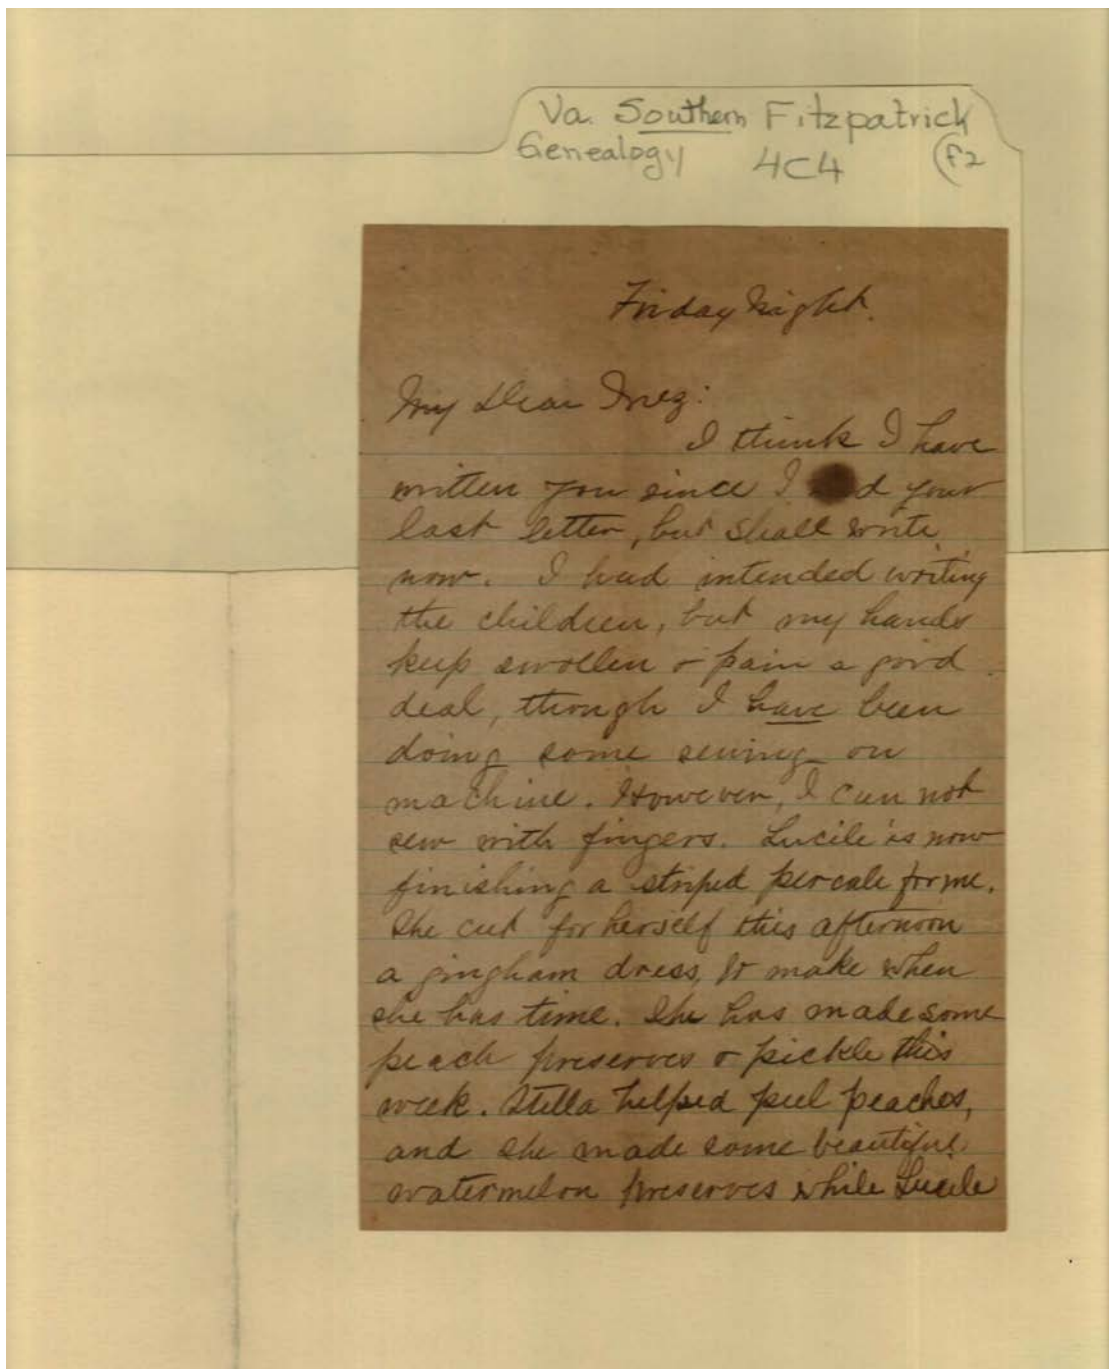 Va. Southern Fitzpatrick
Genealogy 4C4 (F2
Friday Night.
My Dear Inez:
I think I have
written you since I d your
last letter, but shall write
now. I had intended writing
the children, but my hands
keep swollen & pain a good
deal, though I have been
doing some sewing on
machine. However, I can not
sew with fingers. Lucile is now
finishing a striped percale for me.
She cut for herself this afternoon
a gingham dress, to make when
she has time. She has made some
peach preserves & pickle this
week. Stella helped peel peaches,
and she made some beautiful
watermelon preserves while Lucile